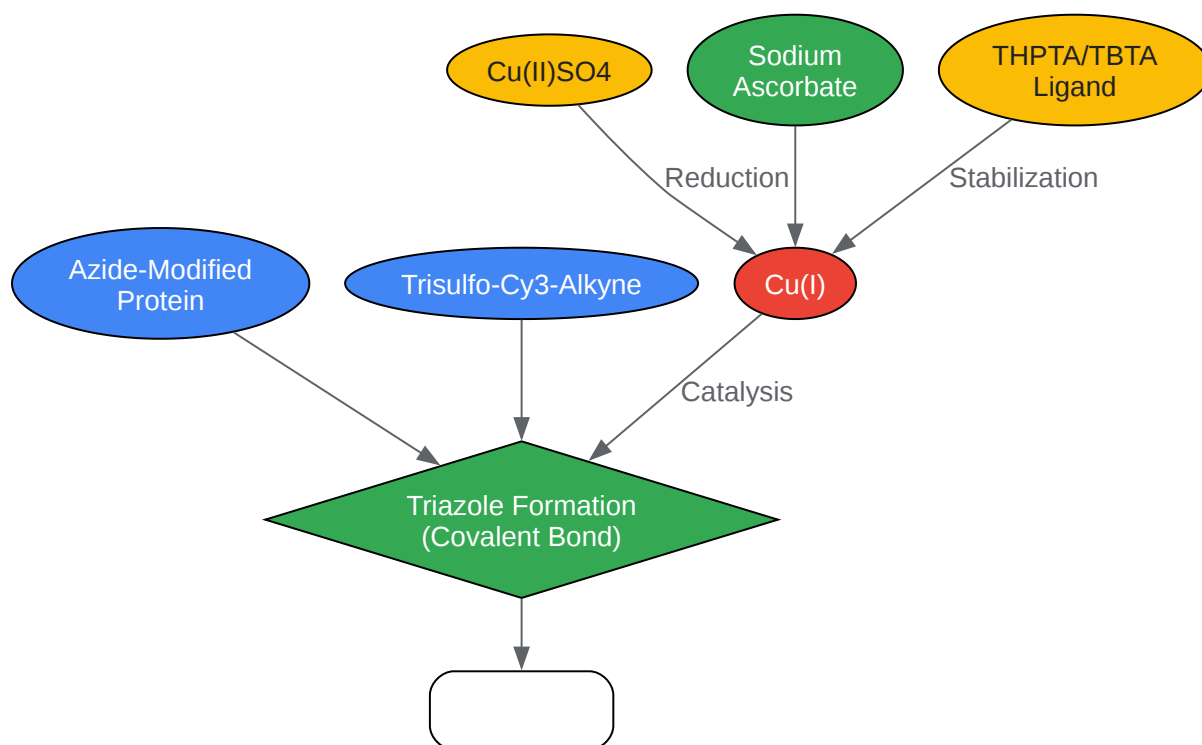 Cu(II)SO4
Sodium
Ascorbate
THPTA/TBTA
Ligand
Reduction
Stabilization
Azide-Modified
Protein
Trisulfo-Cy3-Alkyne
Cu(I)
Catalysis
Triazole Formation
(Covalent Bond)